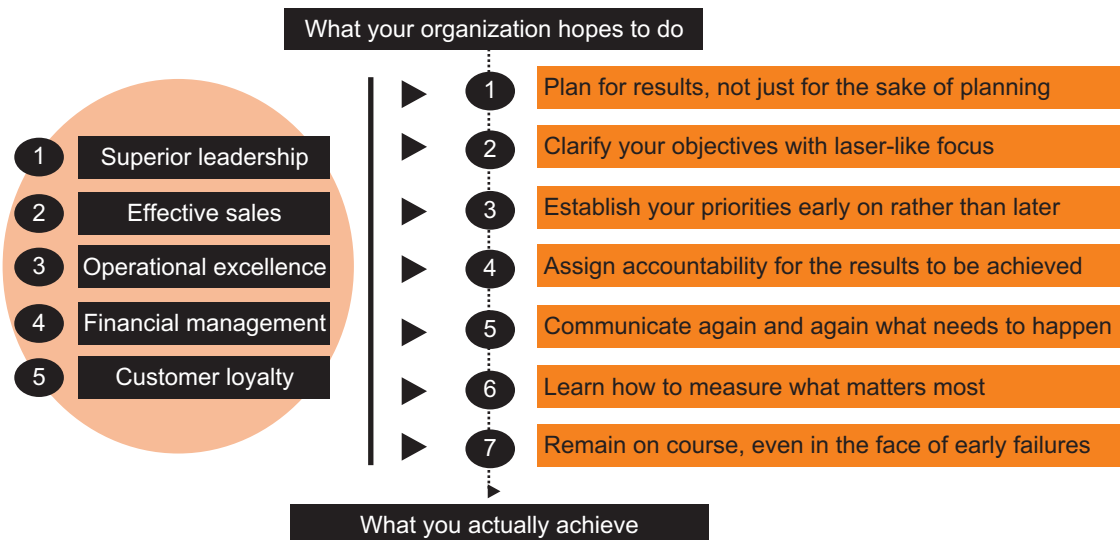 What your organization hopes to do
1 Superior leadership
2 Effective sales
3 Operational excellence
4 Financial management
5 Customer loyalty
1 Plan for results, not just for the sake of planning
2 Clarify your objectives with laser-like focus
3 Establish your priorities early on rather than later
4 Assign accountability for the results to be achieved
5 Communicate again and again what needs to happen
6 Learn how to measure what matters most
7 Remain on course, even in the face of early failures
What you actually achieve